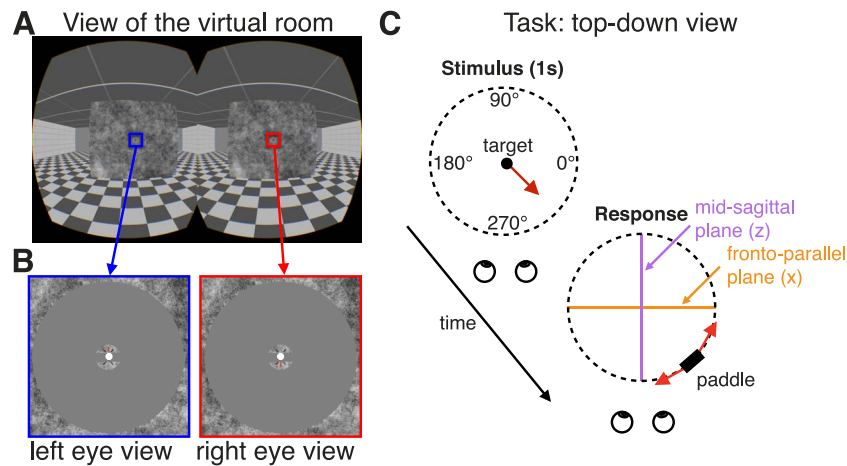 A
View of the virtual room
B
left eye view
right eye view
C
Task: top-down view
Stimulus (1s)
90°
target
180°
0°
270°
Response
mid-sagittal
plane (z)
fronto-parallel
plane (x)
time
paddle